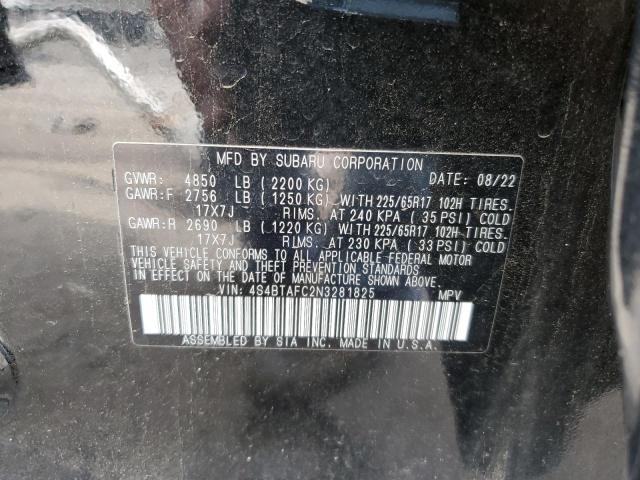 MFD BY SUBARU CORPORATION
GVWR: 4850 LB (2200 KG) DATE: 08/22
GAWR:F 2756 LB (1250 KG) WITH 225/65R17 102H TIRES.
17X7J RIMS. AT 240 KPA (35 PSI) COLD
GAWR:R 2690 LB (1220 KG) WITH 225/65R17 102H TIRES.
17X7J RIMS. AT 230 KPA (33 PSI) COLD
THIS VEHICLE CONFORMS TO ALL APPLICABLE FEDERAL MOTOR
VEHICLE SAFETY AND BUMPER STANDARDS
IN EFFECT ON THE DATE OF MANUFACTURE SHOWN ABOVE.
VIN: 4S4BTAFC2N3281825 MPV
ASSEMBLED BY SIA INC. MADE IN U.S.A.